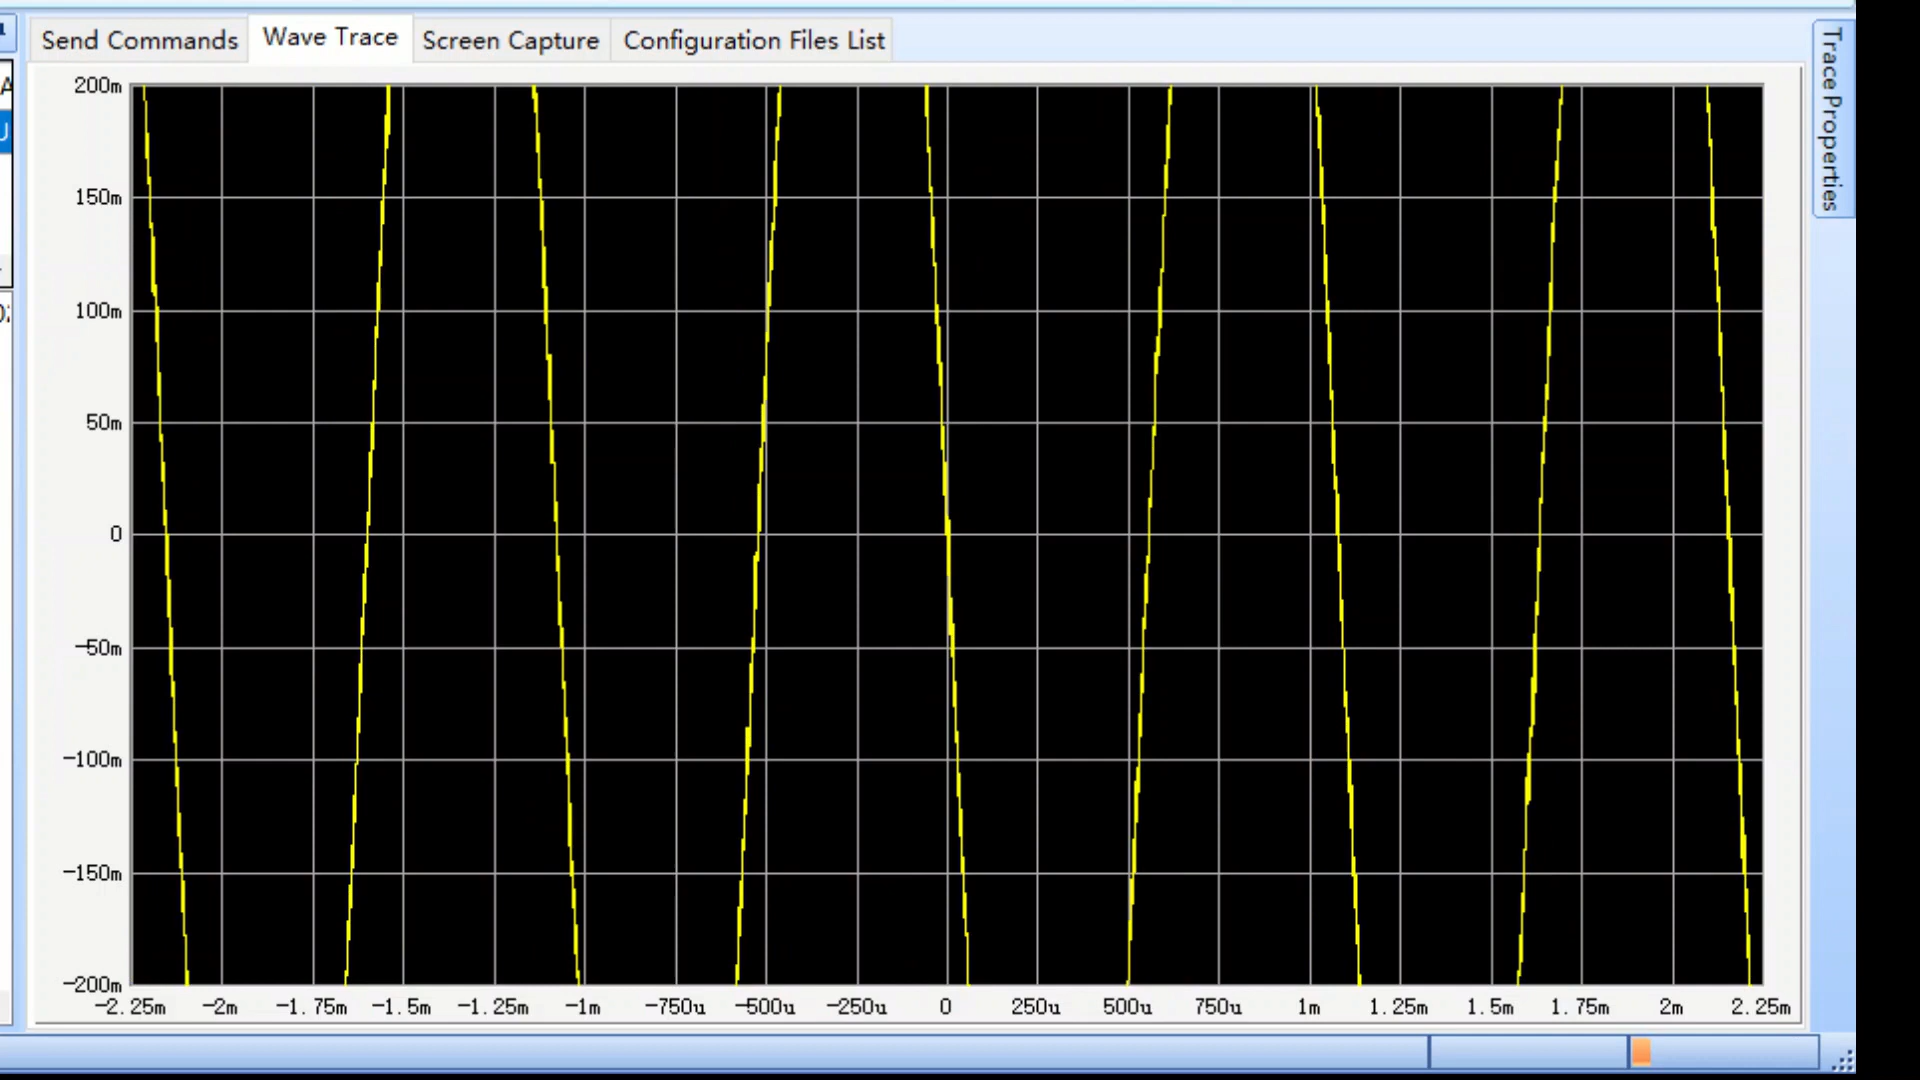 Send Commands
Wave Trace
Screen Capture
Configuration Files List
Trace Properties
200m
150m
100m
50m
0
-50m
-100m
-150m
-200m
-2.25m -2m -1.75m -1.5m -1.25m -1m -750u -500u -250u 0 250u 500u 750u 1m 1.25m 1.5m 1.75m 2m 2.25m